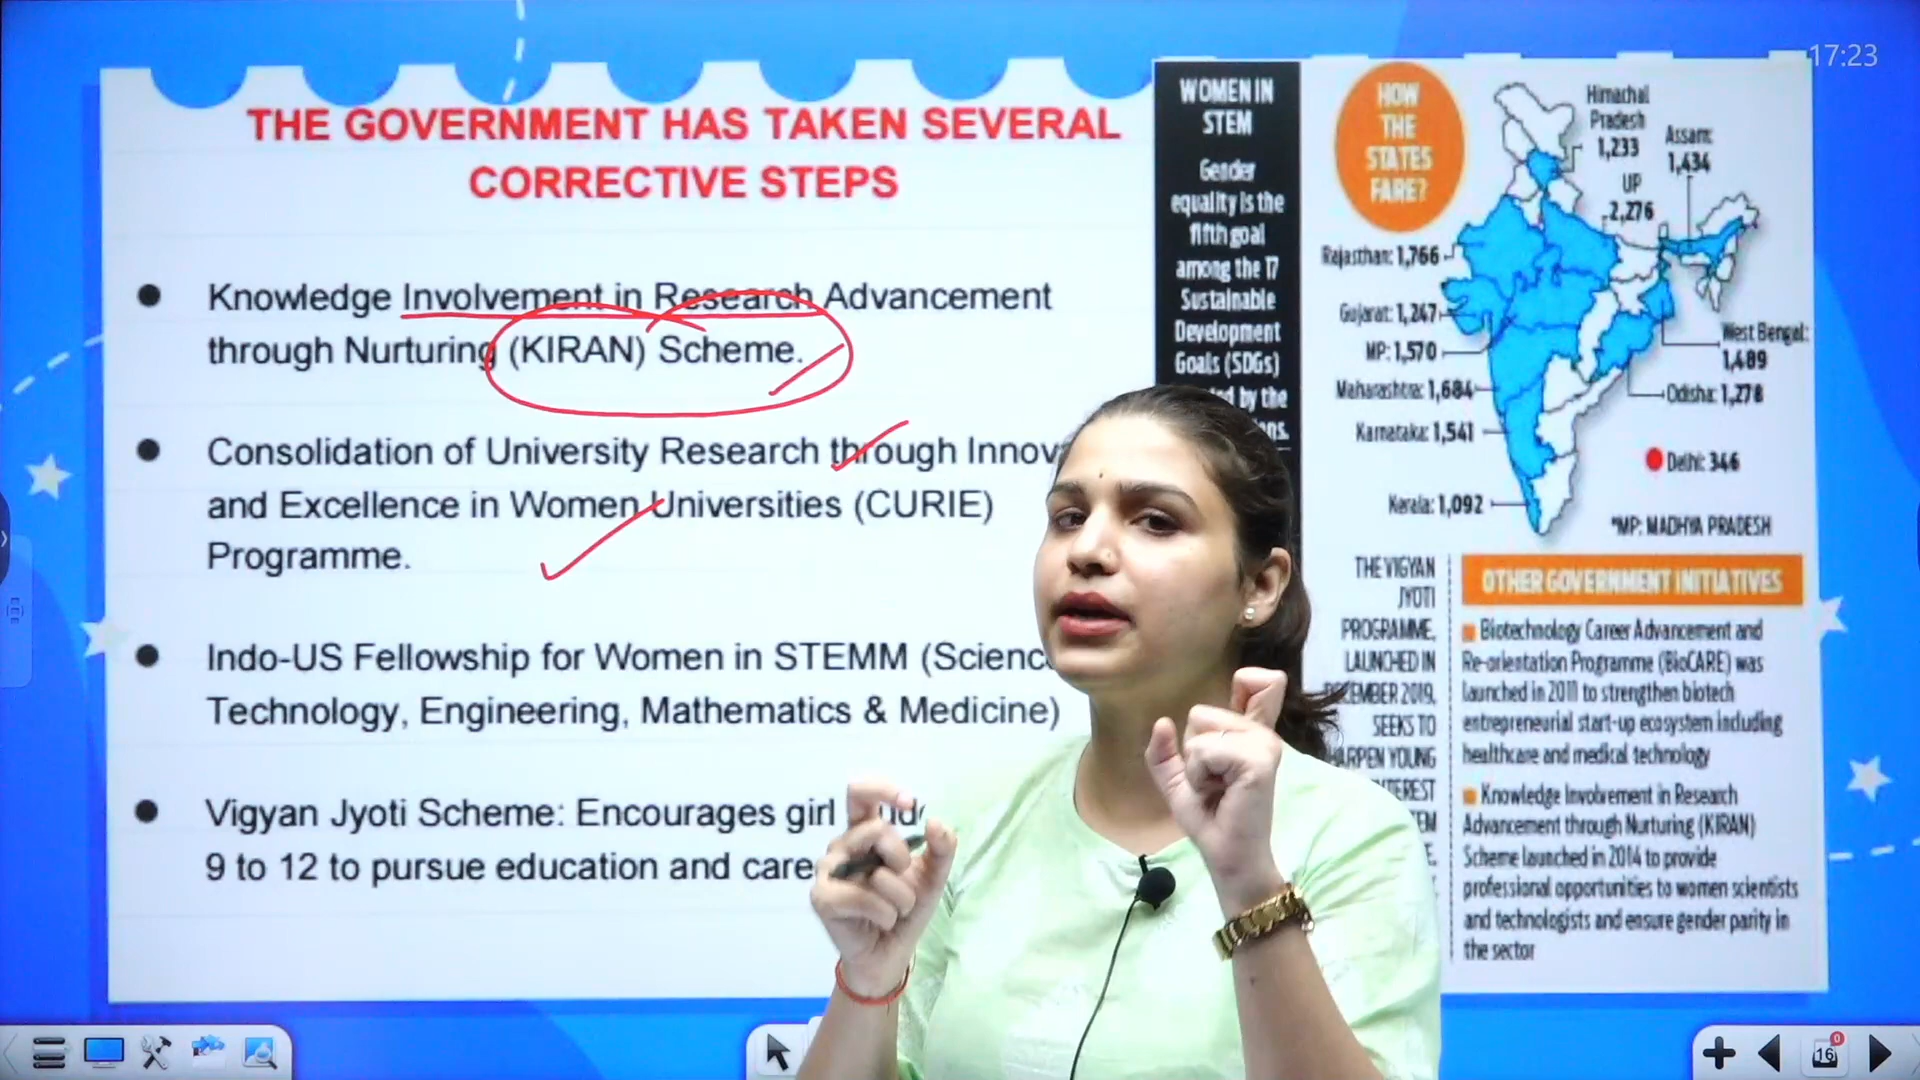 17:23
THE GOVERNMENT HAS TAKEN SEVERAL
CORRECTIVE STEPS
Knowledge Involvement in Research Advancement
through Nurturing (KIRAN) Scheme.
Consolidation of University Research through Innov
and Excellence in Women Universities (CURIE)
Programme.
Indo-US Fellowship for Women in STEMM (Scienc
Technology, Engineering, Mathematics & Medicine)
Vigyan Jyoti Scheme: Encourages girl
9 to 12 to pursue education and care
WOMEN IN
STEM
Gender
equality is the
fifth goal
among the 17
Sustainable
Development
Goals (SDGs)
by the
HOW
THE
STATES
FARE?
Himachal
Pradesh
1,233
Assam:
1,434
UP
2,276
Rajasthan: 1,766
Gujarat: 1,247
MP: 1,570
Maharashtra: 1,684
Karnataka: 1,541
Kerala: 1,092
West Bengal:
1,489
Odisha: 1,278
Delhi: 346
*MP: MADHYA PRADESH
THE VIGYAN
JYOTI
PROGRAMME,
LAUNCHED IN
DECEMBER 2019,
SEEKS TO
HARPEN YOUNG
TEREST
EM
OTHER GOVERNMENT INITIATIVES
Biotechnology Career Advancement and
Re-orientation Programme (BioCARE) was
launched in 2011 to strengthen biotech
entrepreneurial start-up ecosystem including
healthcare and medical technology
Knowledge Involvement in Research
Advancement through Nurturing (KIRAN)
Scheme launched in 2014 to provide
professional opportunities to women scientists
and technologists and ensure gender parity in
the sector
16
0